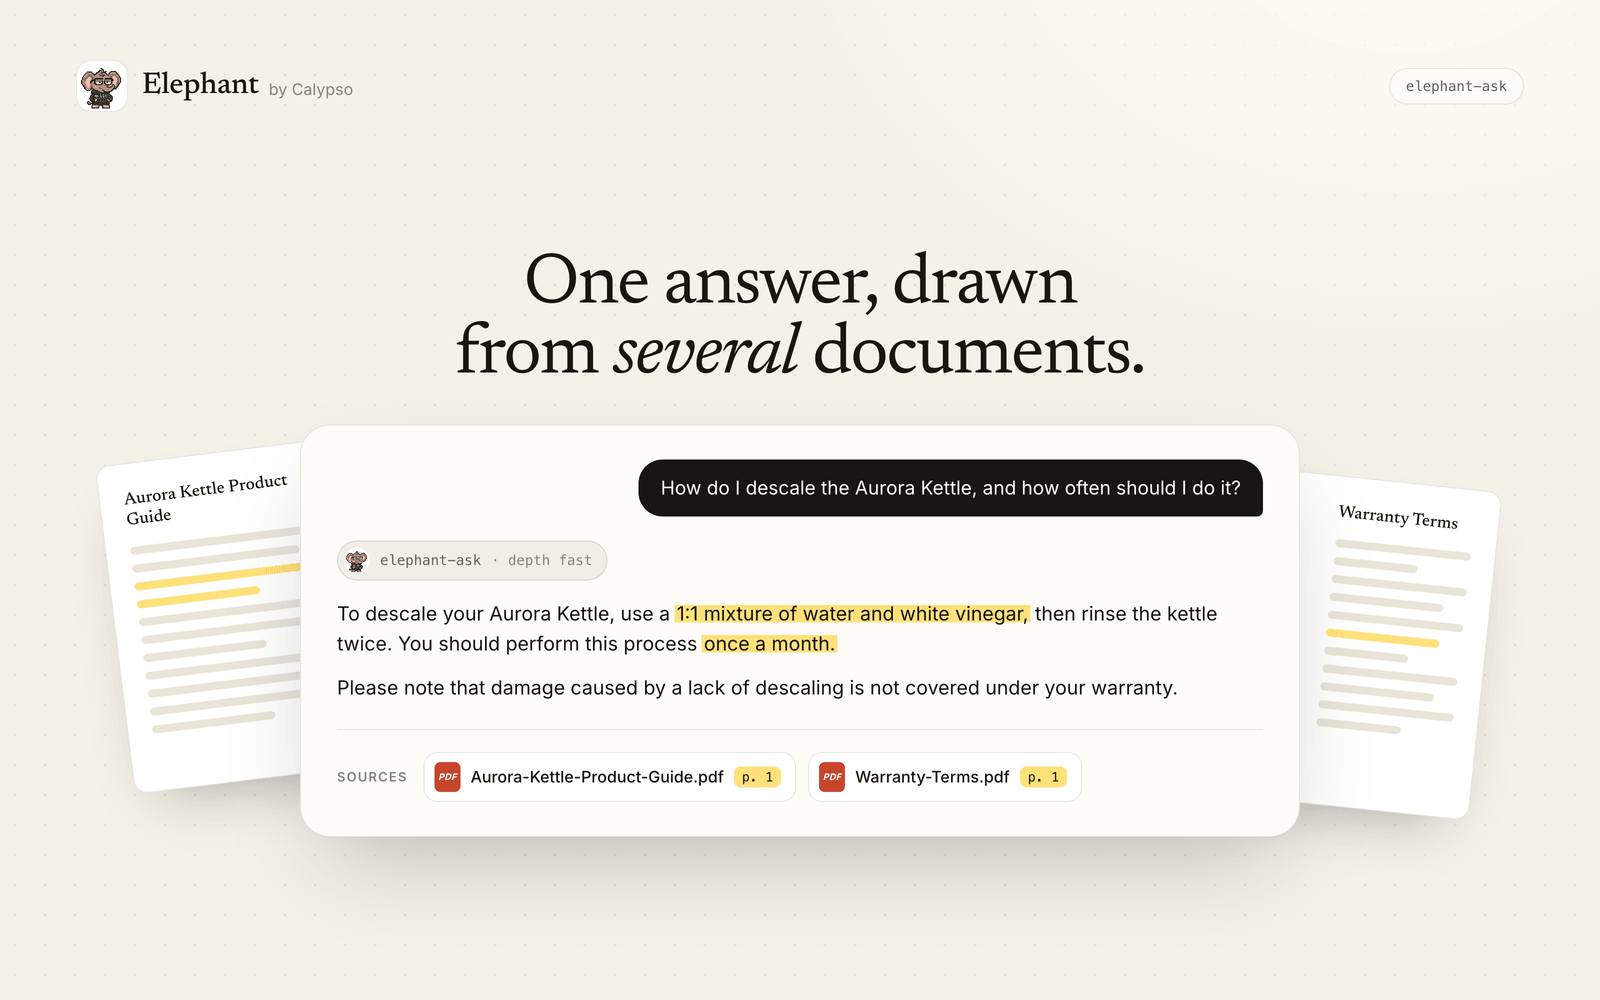 Elephant by Calypso
elephant-ask
One answer, drawn
from several documents.
Aurora Kettle Product
Guide
How do I descale the Aurora Kettle, and how often should I do it?
elephant-ask · depth fast
To descale your Aurora Kettle, use a 1:1 mixture of water and white vinegar, then rinse the kettle
twice. You should perform this process once a month.
Please note that damage caused by a lack of descaling is not covered under your warranty.
SOURCES PDF Aurora-Kettle-Product-Guide.pdf p. 1 PDF Warranty-Terms.pdf p. 1
Warranty Terms